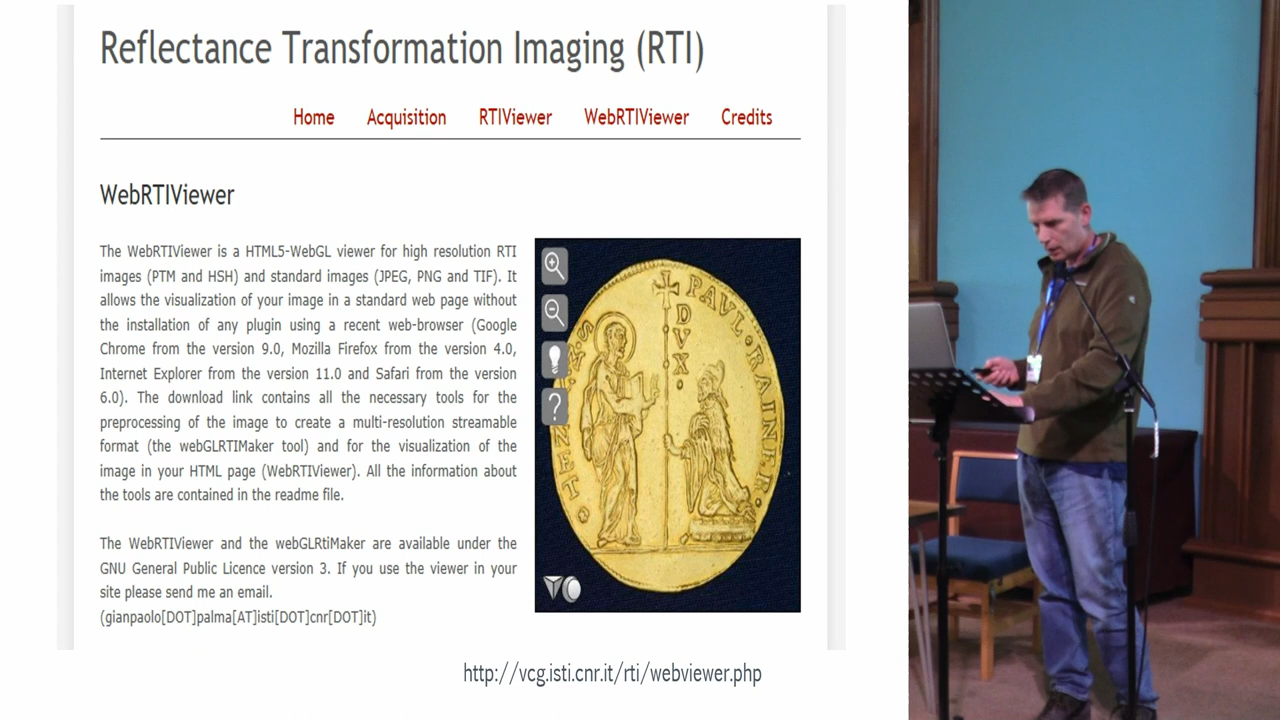 Reflectance Transformation Imaging (RTI)
Home Acquisition RTIViewer WebRTIViewer Credits
WebRTIViewer
The WebRTIViewer is a HTML5-WebGL viewer for high resolution RTI
images (PTM and HSH) and standard images (JPEG, PNG and TIF). It
allows the visualization of your image in a standard web page without
the installation of any plugin using a recent web-browser (Google
Chrome from the version 9.0, Mozilla Firefox from the version 4.0,
Internet Explorer from the version 11.0 and Safari from the version
6.0). The download link contains all the necessary tools for the
preprocessing of the image to create a multi-resolution streamable
format (the webGLRTIMaker tool) and for the visualization of the
image in your HTML page (WebRTIViewer). All the information about
the tools are contained in the readme file.
The WebRTIViewer and the webGLRtiMaker are available under the
GNU General Public Licence version 3. If you use the viewer in your
site please send me an email.
(gianpaolo[DOT]palma[AT]isti[DOT]cnr[DOT]it)
PAVL·RAINER·
DVX·
http://vcg.isti.cnr.it/rti/webviewer.php